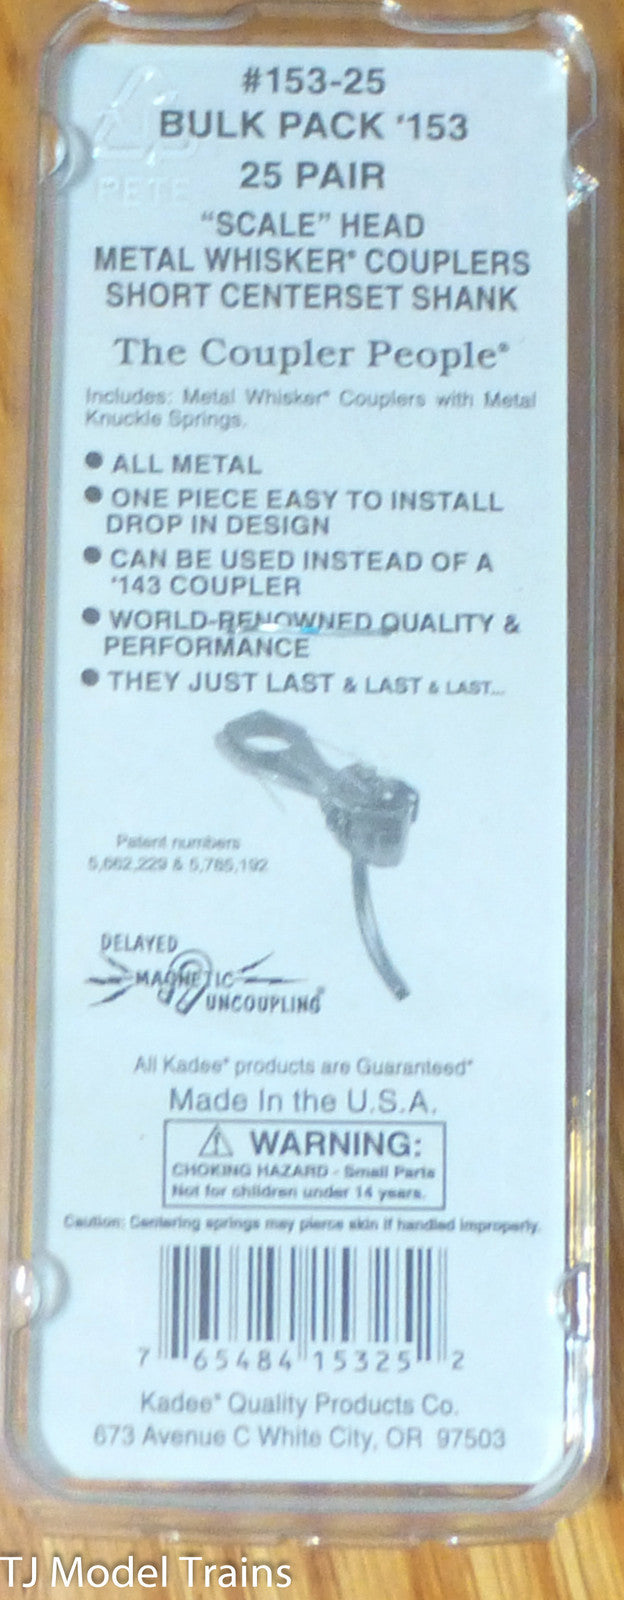 #153-25
BULK PACK '153
25 PAIR
PETE
"SCALE" HEAD
METAL WHISKER® COUPLERS
SHORT CENTERSET SHANK
The Coupler People®
Includes: Metal Whisker® Couplers with Metal
Knuckle Springs.
● ALL METAL
● ONE PIECE EASY TO INSTALL
DROP IN DESIGN
● CAN BE USED INSTEAD OF A
'143 COUPLER
● WORLD-RENOWNED QUALITY &
PERFORMANCE
● THEY JUST LAST & LAST & LAST...
Patent numbers
5,662,229 & 5,785,192
DELAYED
MAGNETIC
UNCOUPLING®
All Kadee® products are Guaranteed®
Made In the U.S.A.
⚠ WARNING:
CHOKING HAZARD - Small Parts
Not for children under 14 years.
Caution: Centering springs may pierce skin if handled improperly.
7 65484 15325 2
Kadee® Quality Products Co.
673 Avenue C White City, OR 97503
TJ Model Trains